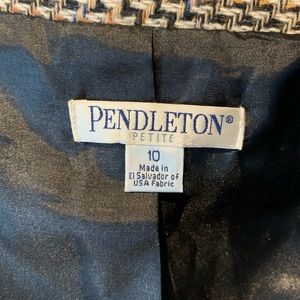 PENDLETON®
PETITE
10
Made in
El Salvador of
USA Fabric